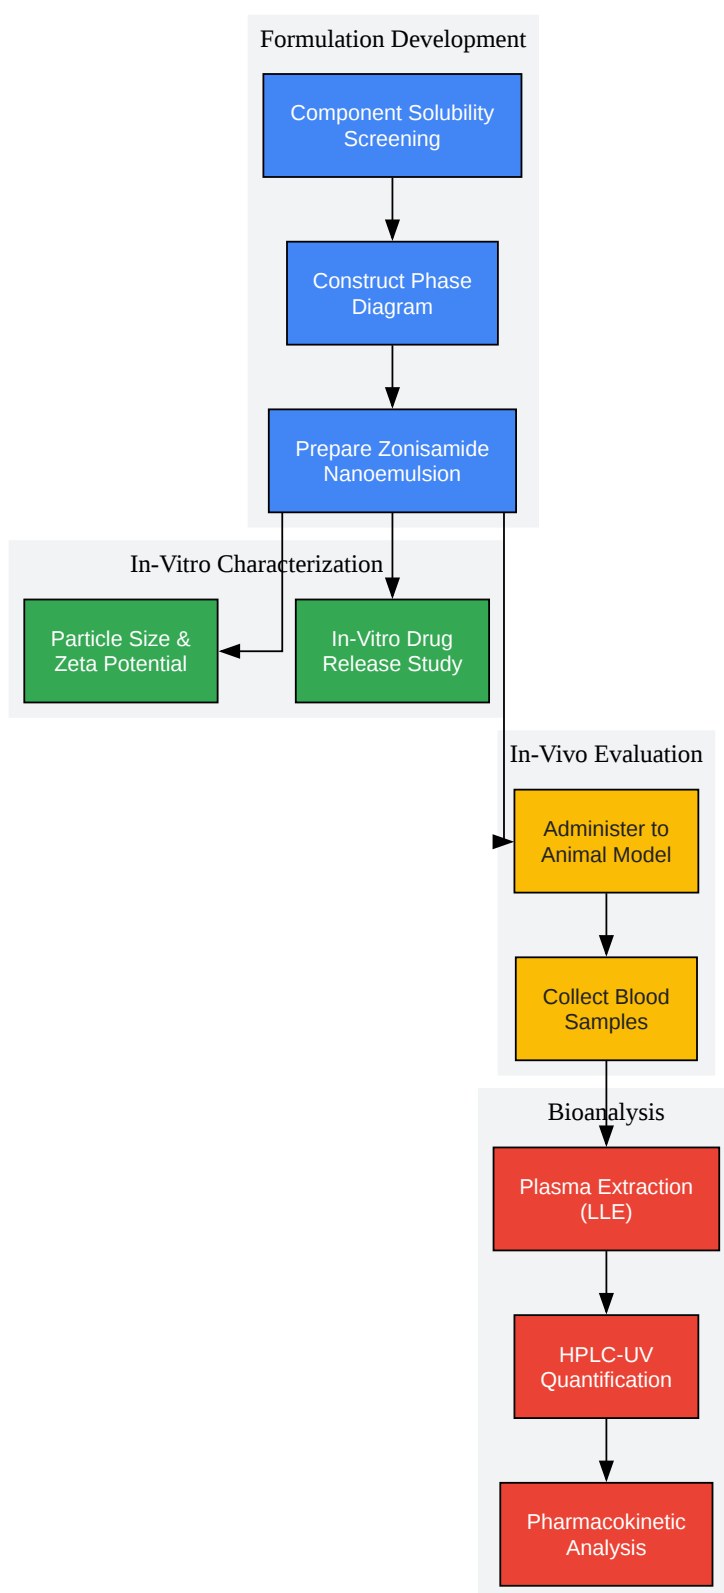 Formulation Development
Component Solubility
Screening
Construct Phase
Diagram
Prepare Zonisamide
Nanoemulsion
In-Vitro Characterization
Particle Size &
Zeta Potential
In-Vitro Drug
Release Study
In-Vivo Evaluation
Administer to
Animal Model
Collect Blood
Samples
Bioanalysis
Plasma Extraction
(LLE)
HPLC-UV
Quantification
Pharmacokinetic
Analysis